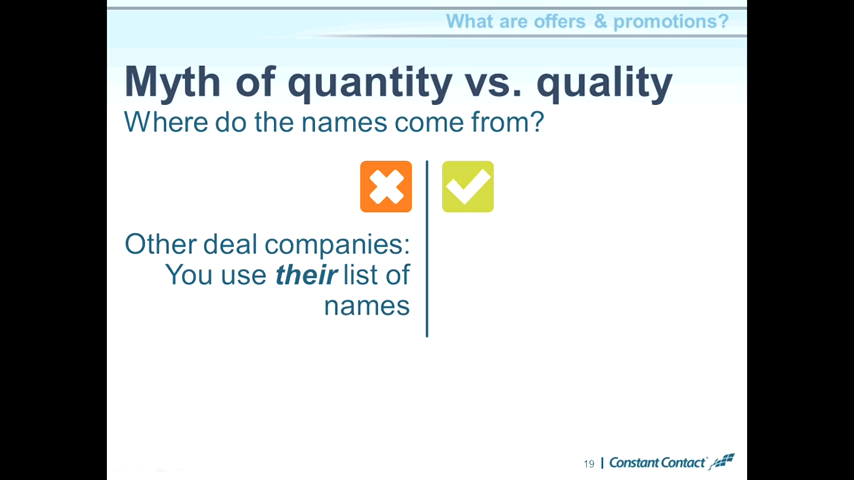 What are offers & promotions?
Myth of quantity vs. quality
Where do the names come from?
Other deal companies:
You use their list of
names
19 | Constant Contact